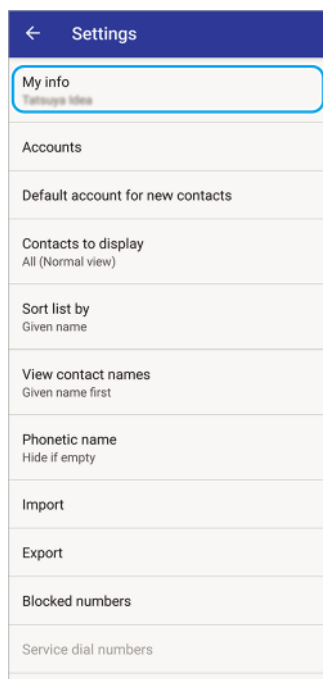 Settings
My info
Accounts
Default account for new contacts
Contacts to display
All (Normal view)
Sort list by
Given name
View contact names
Given name first
Phonetic name
Hide if empty
Import
Export
Blocked numbers
Service dial numbers